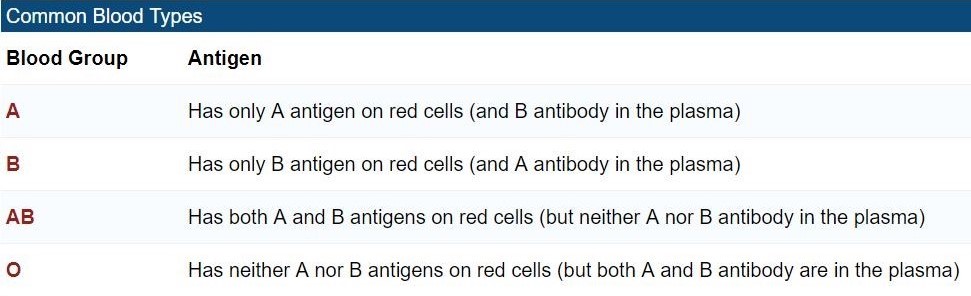 Common Blood Types
Blood Group Antigen
A Has only A antigen on red cells (and B antibody in the plasma)
B Has only B antigen on red cells (and A antibody in the plasma)
AB Has both A and B antigens on red cells (but neither A nor B antibody in the plasma)
O Has neither A nor B antigens on red cells (but both A and B antibody are in the plasma)